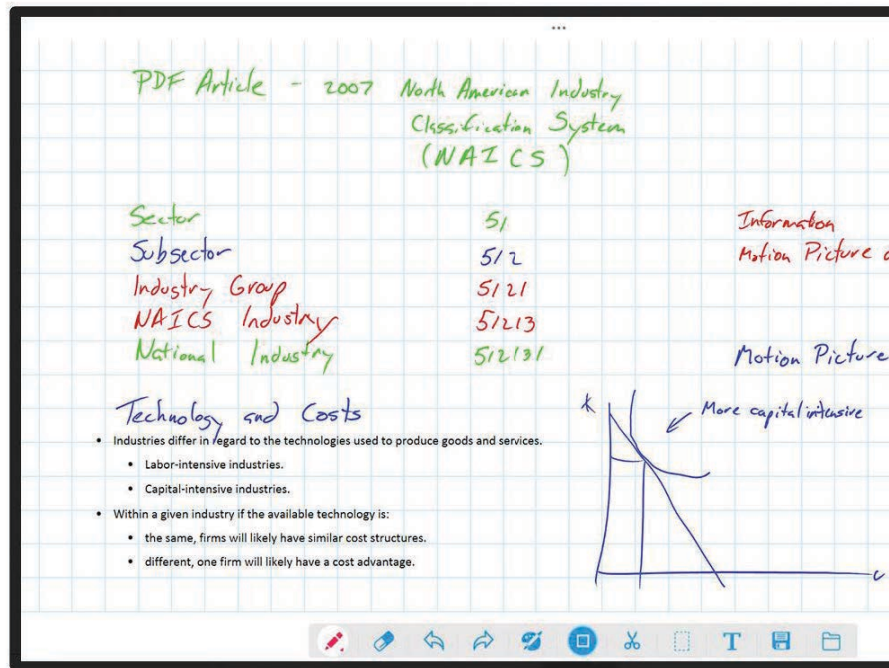 PDF Article - 2007 North American Industry
Classification System
(NAICS)
Sector 51 Information
Subsector 512 Motion Picture
Industry Group 5121
NAICS Industry 51213
National Industry 512131 Motion Picture
Technology and Costs
K
More capital intensive
• Industries differ in regard to the technologies used to produce goods and services.
• Labor-intensive industries.
• Capital-intensive industries.
• Within a given industry if the available technology is:
• the same, firms will likely have similar cost structures.
• different, one firm will likely have a cost advantage.
T